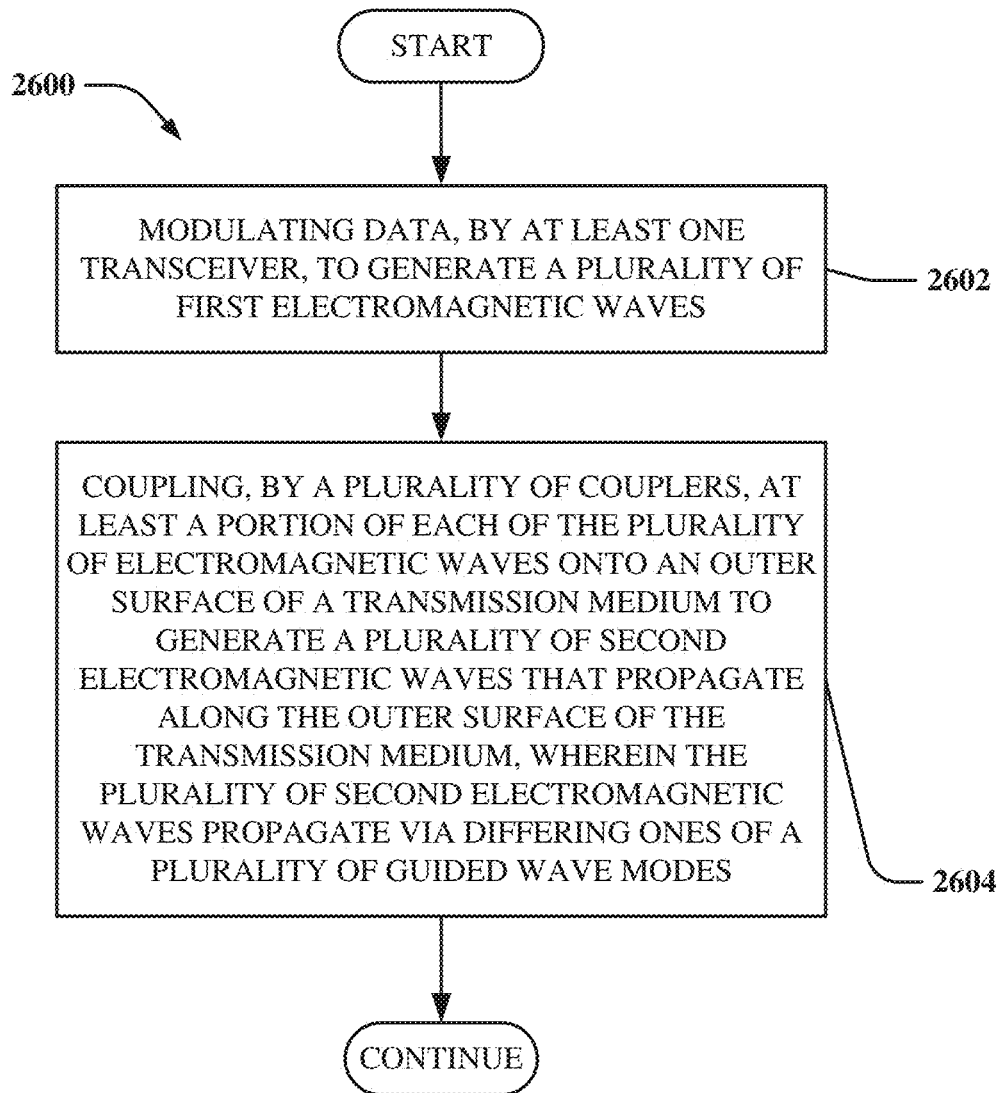 START
2600
MODULATING DATA, BY AT LEAST ONE
TRANSCEIVER, TO GENERATE A PLURALITY OF
FIRST ELECTROMAGNETIC WAVES
2602
COUPLING, BY A PLURALITY OF COUPLERS, AT
LEAST A PORTION OF EACH OF THE PLURALITY
OF ELECTROMAGNETIC WAVES ONTO AN OUTER
SURFACE OF A TRANSMISSION MEDIUM TO
GENERATE A PLURALITY OF SECOND
ELECTROMAGNETIC WAVES THAT PROPAGATE
ALONG THE OUTER SURFACE OF THE
TRANSMISSION MEDIUM, WHEREIN THE
PLURALITY OF SECOND ELECTROMAGNETIC
WAVES PROPAGATE VIA DIFFERING ONES OF A
PLURALITY OF GUIDED WAVE MODES
2604
CONTINUE